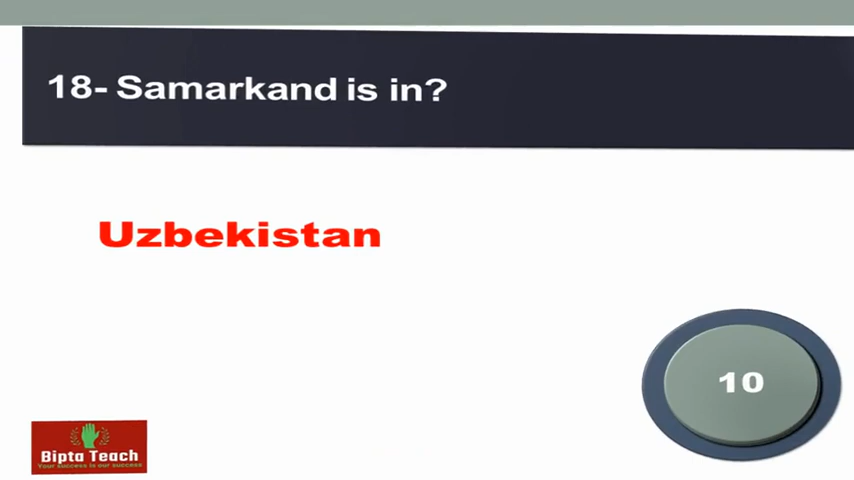 18- Samarkand is in?
Uzbekistan
10
Bipta Teach
Your success is our success